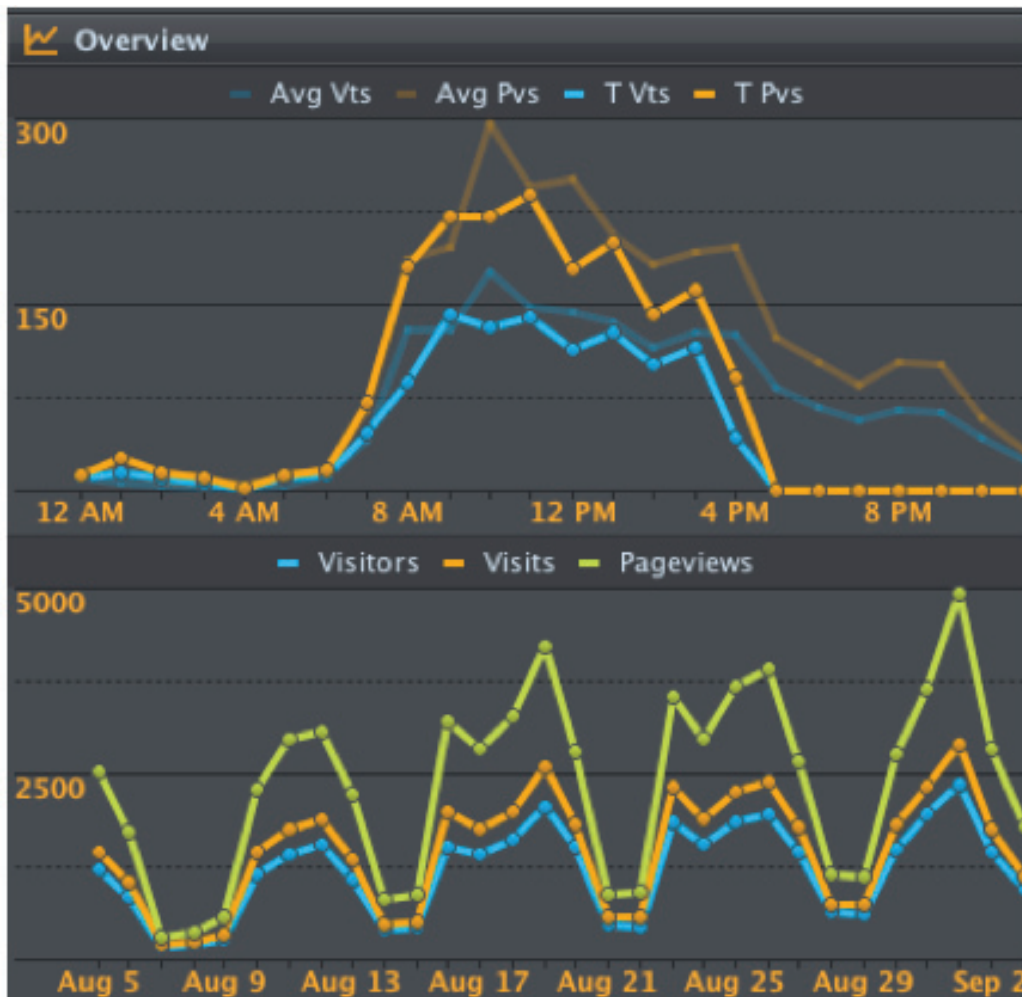 Overview
Avg Vts Avg Pvs T Vts T Pvs
300
150
12 AM 4 AM 8 AM 12 PM 4 PM 8 PM
Visitors Visits Pageviews
5000
2500
Aug 5 Aug 9 Aug 13 Aug 17 Aug 21 Aug 25 Aug 29 Sep 2